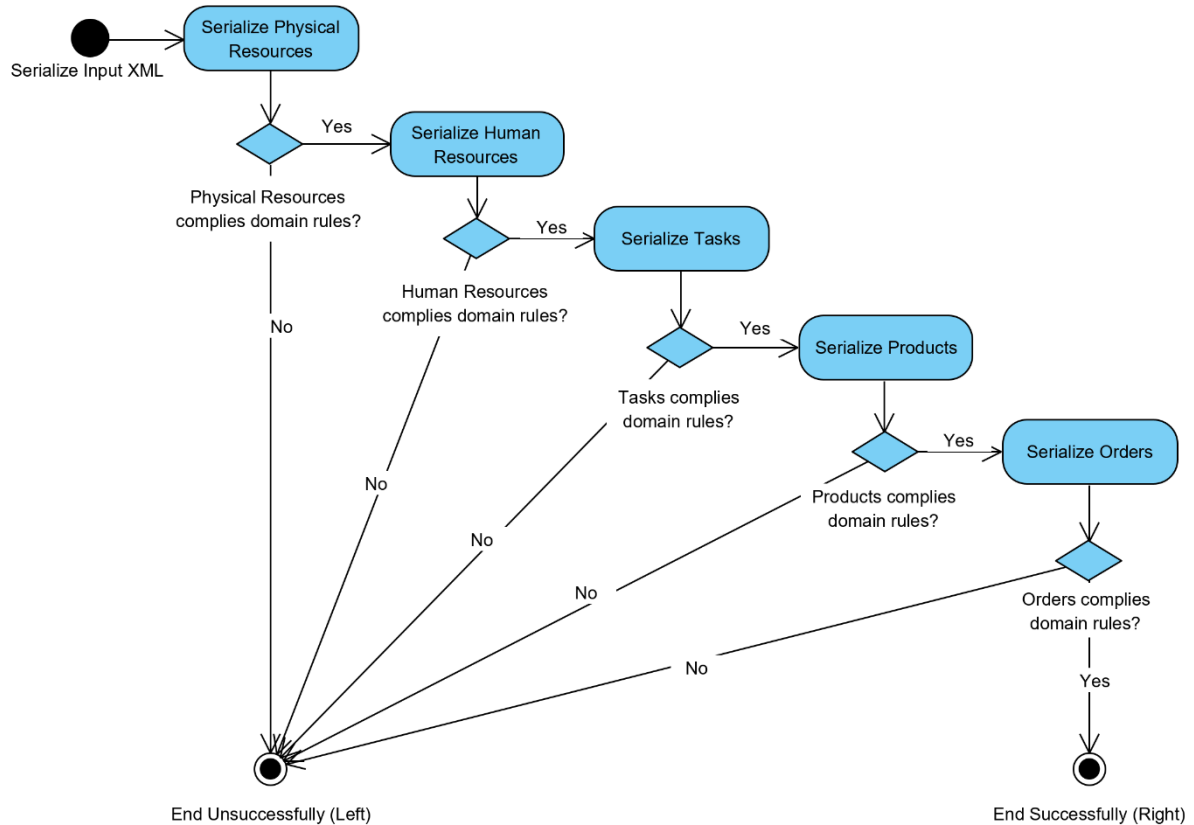 Serialize Physical
Resources
Serialize Input XML
Yes
Serialize Human
Resources
Physical Resources
complies domain rules?
Yes
Serialize Tasks
Human Resources
complies domain rules?
No
Yes
Serialize Products
Tasks complies
domain rules?
Yes
Serialize Orders
No
Products complies
domain rules?
No
No
Orders complies
domain rules?
No
Yes
End Unsuccessfully (Left)
End Successfully (Right)